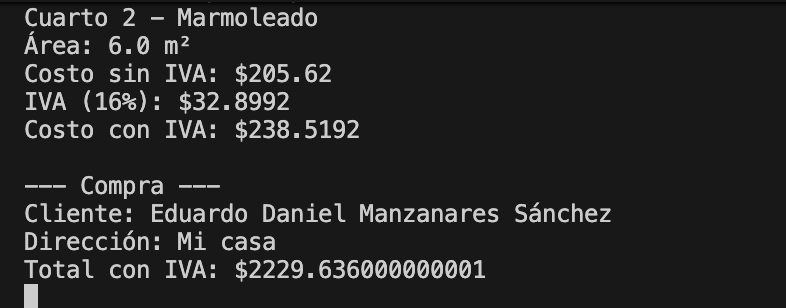 Cuarto 2 - Marmoleado
Área: 6.0 m²
Costo sin IVA: $205.62
IVA (16%): $32.8992
Costo con IVA: $238.5192
--- Compra ---
Cliente: Eduardo Daniel Manzanares Sánchez
Dirección: Mi casa
Total con IVA: $2229.636000000001